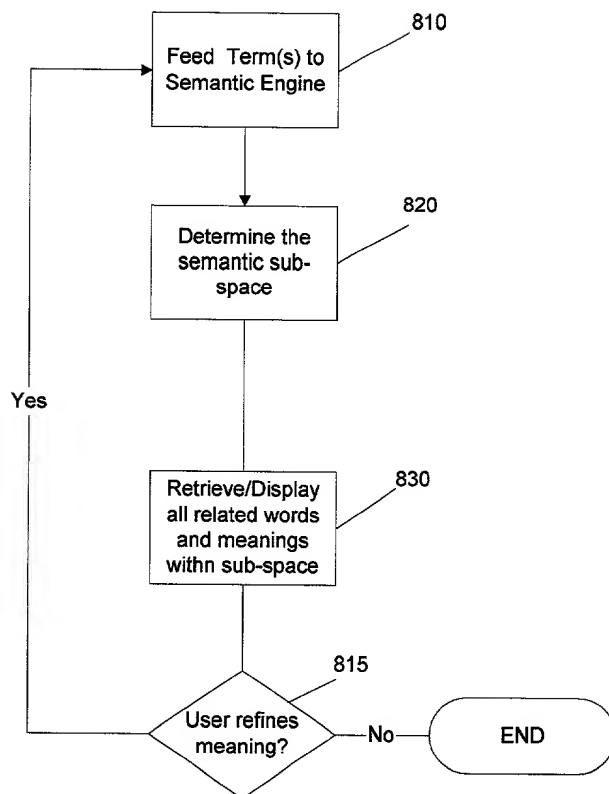 810
Feed Term(s) to
Semantic Engine
820
Determine the
semantic sub-
space
Yes
830
Retrieve/Display
all related words
and meanings
withn sub-space
815
User refines
meaning?
No
END